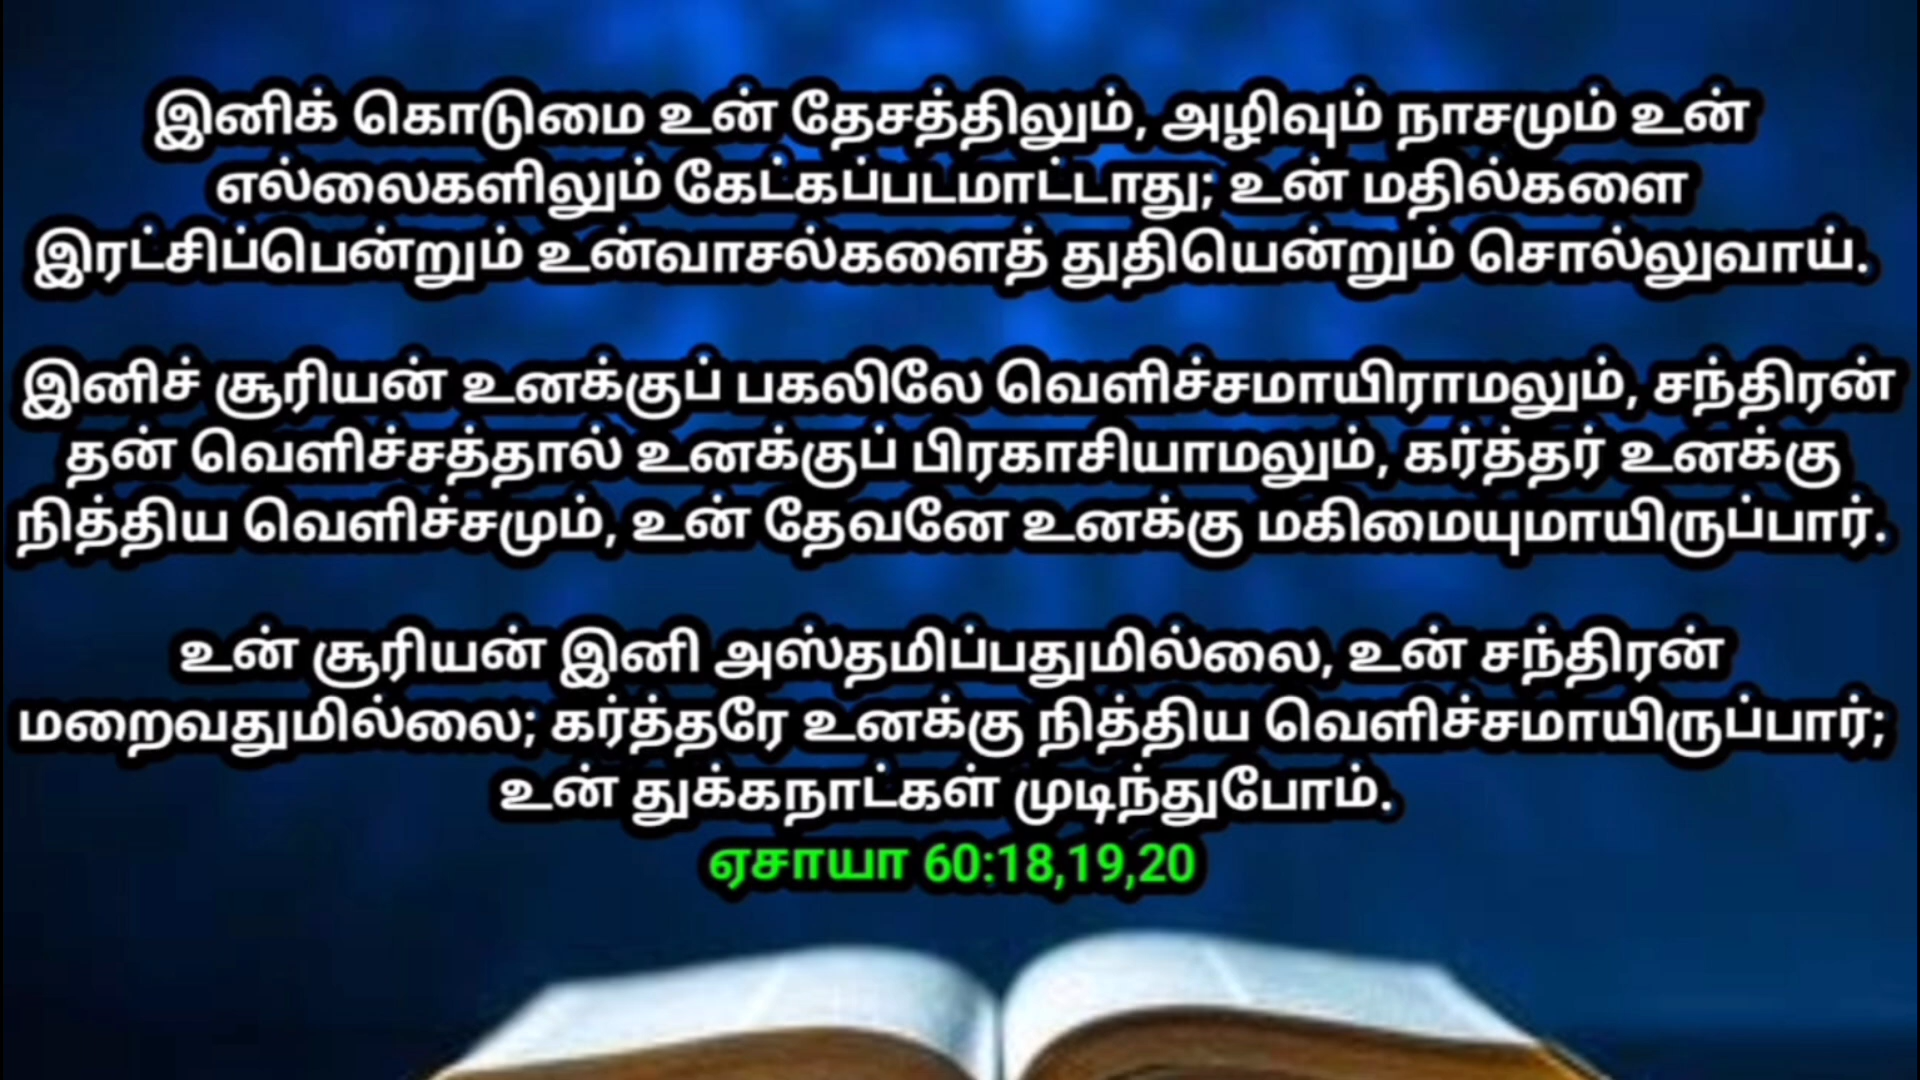 இனிக் கொடுமை உன் தேசத்திலும், அழிவும் நாசமும் உன்
எல்லைகளிலும் கேட்கப்படமாட்டாது; உன் மதில்களை
இரட்சிப்பென்றும் உன்வாசல்களைத் துதியென்றும் சொல்லுவாய்.
இனிச் சூரியன் உனக்குப் பகலிலே வெளிச்சமாயிராமலும், சந்திரன்
தன் வெளிச்சத்தால் உனக்குப் பிரகாசியாமலும், கர்த்தர் உனக்கு
நித்திய வெளிச்சமும், உன் தேவனே உனக்கு மகிமையுமாயிருப்பார்.
உன் சூரியன் இனி அஸ்தமிப்பதுமில்லை, உன் சந்திரன்
மறைவதுமில்லை; கர்த்தரே உனக்கு நித்திய வெளிச்சமாயிருப்பார்;
உன் துக்கநாட்கள் முடிந்துபோம்.
ஏசாயா 60:18,19,20